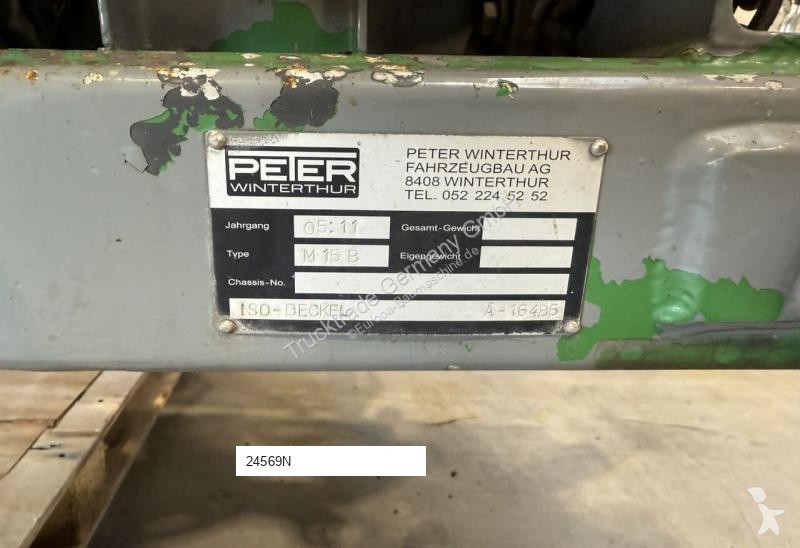 PETER
WINTERTHUR
PETER WINTERTHUR
FAHRZEUGBAU AG
8408 WINTERTHUR
TEL. 052 224 52 52
Jahrgang 05:11 Gesamt-Gewicht
Type M 15 B Eigengewicht
Chassis-No.
ISO-DECKEL A-16485
Trucktrade Germany GmbH
©Europa-Baumaschine.de
24569N